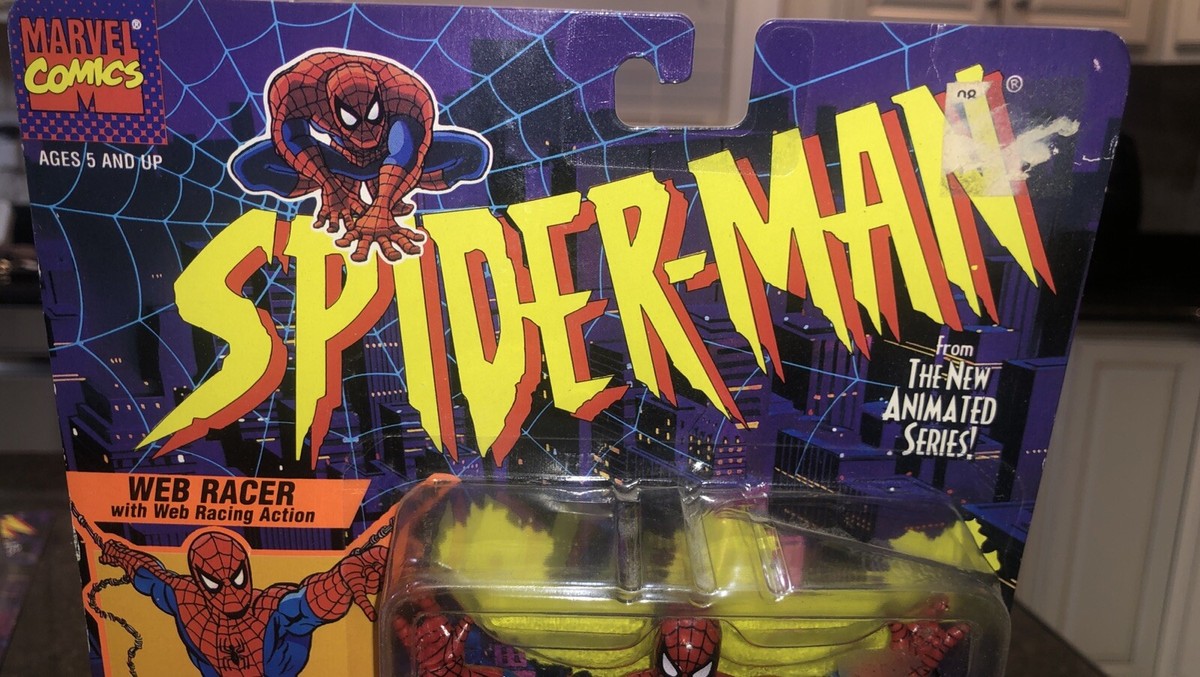 MARVEL®
COMICS
M
AGES 5 AND UP
SPIDER-MAN®
From
THE NEW
ANIMATED
SERIES!
WEB RACER
with Web Racing Action